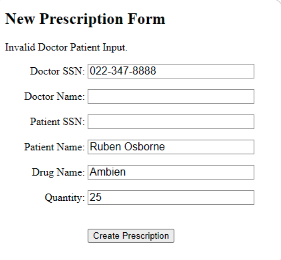 New Prescription Form
Invalid Doctor Patient Input.
Doctor SSN: 022-347-8888
Doctor Name:
Patient SSN:
Patient Name: Ruben Osborne
Drug Name: Ambien
Quantity: 25
Create Prescription